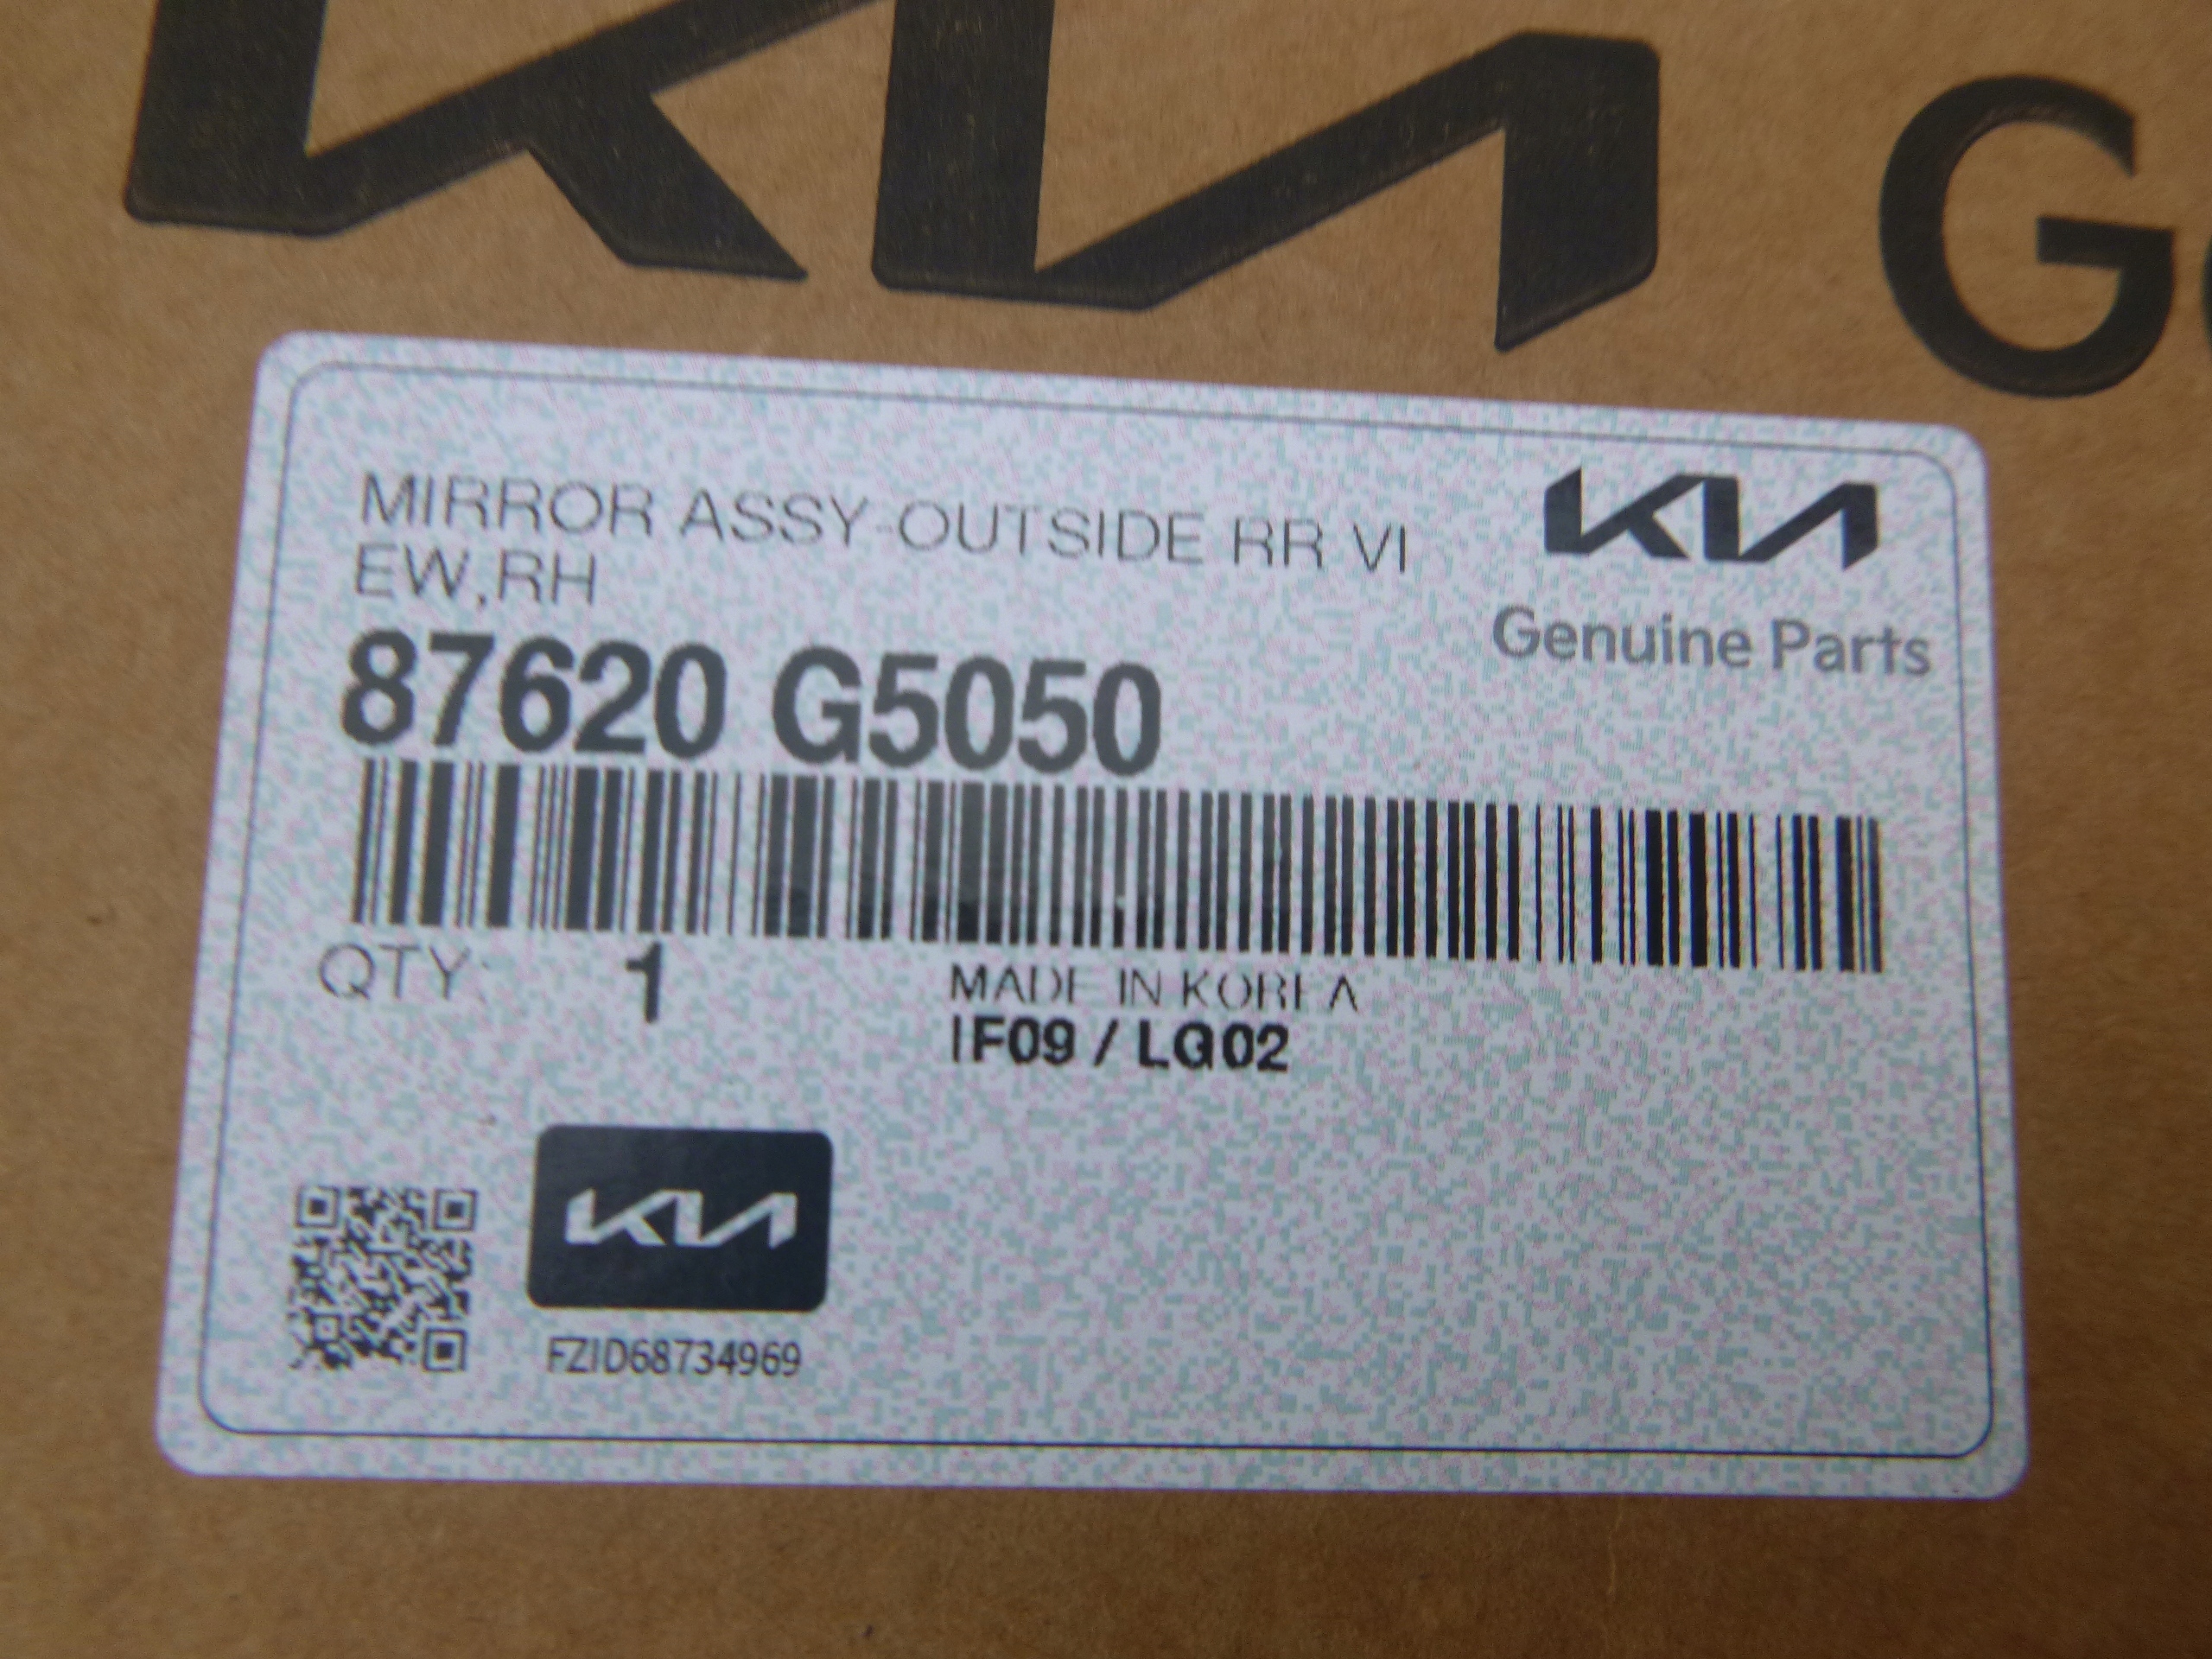 KIA Ge
MIRROR ASSY-OUTSIDE RR VI
EW,RH
KIA
Genuine Parts
87620 G5050
QTY: 1
MADE IN KOREA
IF09 / LG02
KIA
FZID68734969